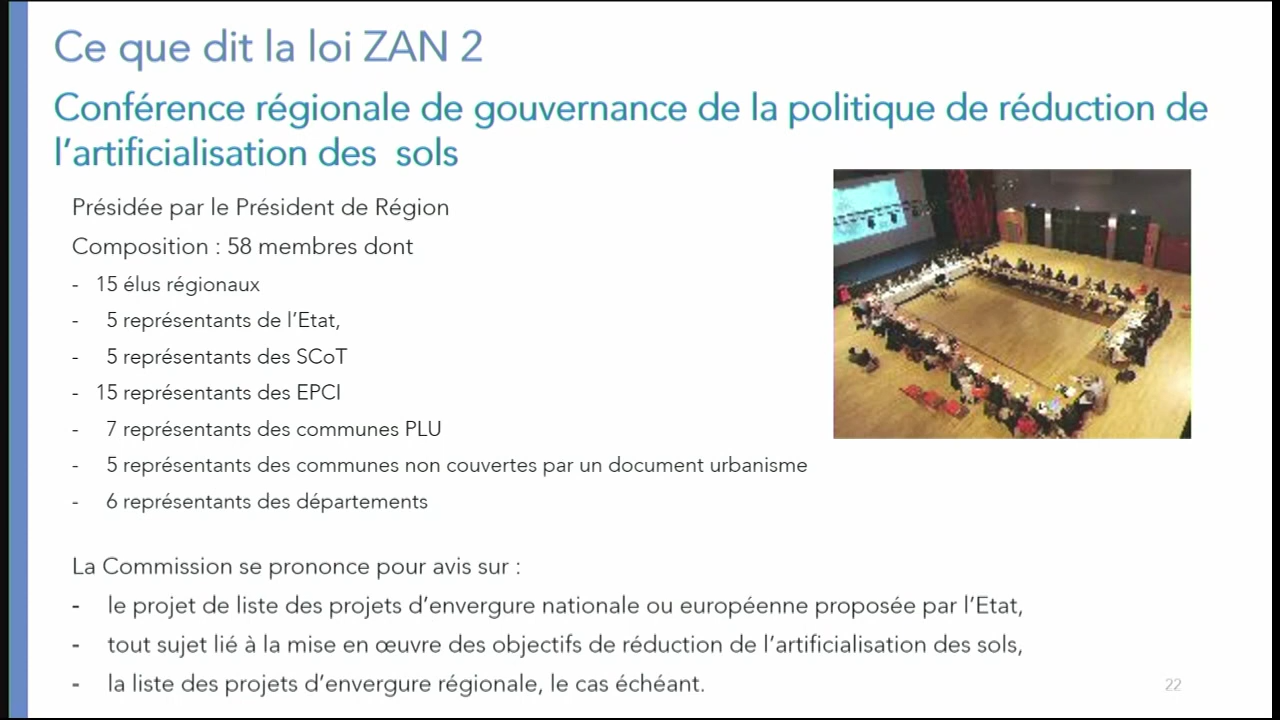 Ce que dit la loi ZAN 2
Conférence régionale de gouvernance de la politique de réduction de
l’artificialisation des  sols
Présidée par le Président de Région
Composition : 58 membres dont
- 15 élus régionaux
- 5 représentants de l’Etat,
- 5 représentants des SCoT
- 15 représentants des EPCI
- 7 représentants des communes PLU
- 5 représentants des communes non couvertes par un document urbanisme
- 6 représentants des départements
La Commission se prononce pour avis sur :
- le projet de liste des projets d’envergure nationale ou européenne proposée par l’Etat,
- tout sujet lié à la mise en œuvre des objectifs de réduction de l’artificialisation des sols,
- la liste des projets d’envergure régionale, le cas échéant.
22